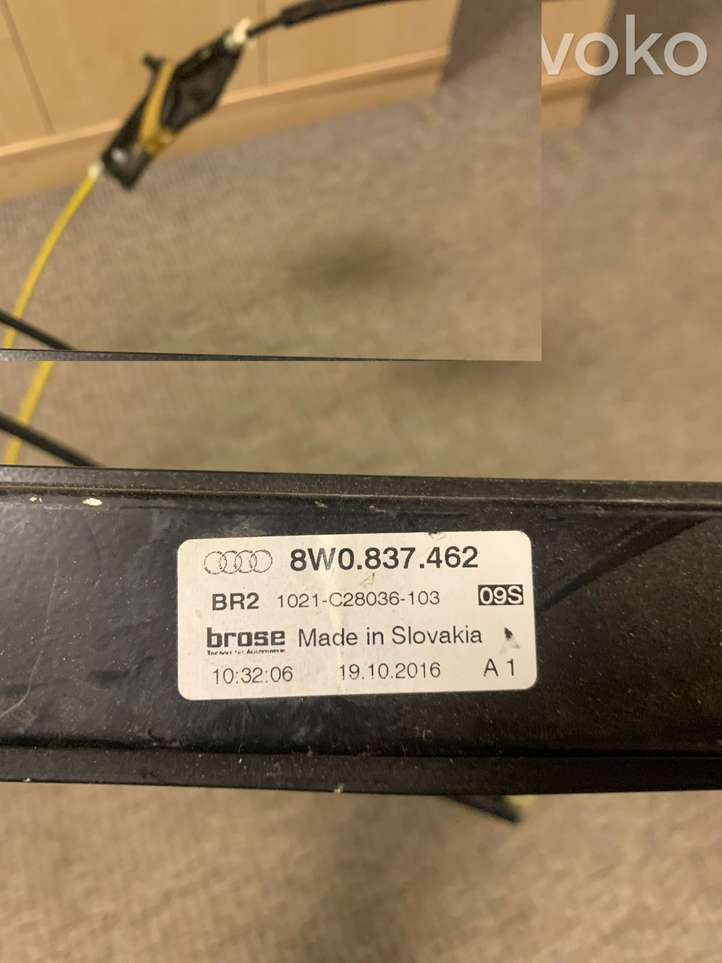 voko
8W0.837.462
BR2 1021-C28036-103 09S
brose Made in Slovakia
10:32:06 19.10.2016 A 1